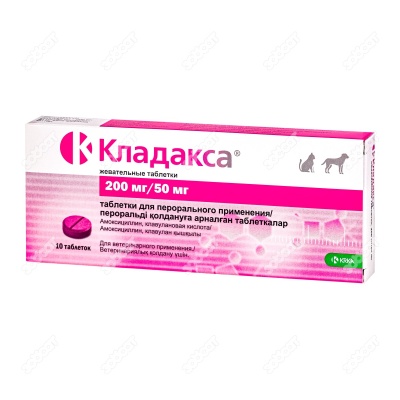 Кладакса®
жевательные таблетки
200 мг/50 мг
таблетки для перорального применения/
пероральді қолдануға арналған таблеткалар
Амоксициллин, клавулановая кислота/
Амоксициллин, клавулан қышқылы
10 таблеток
Для ветеринарного применения./
Ветеринариялық қолдану үшін.
KRKA